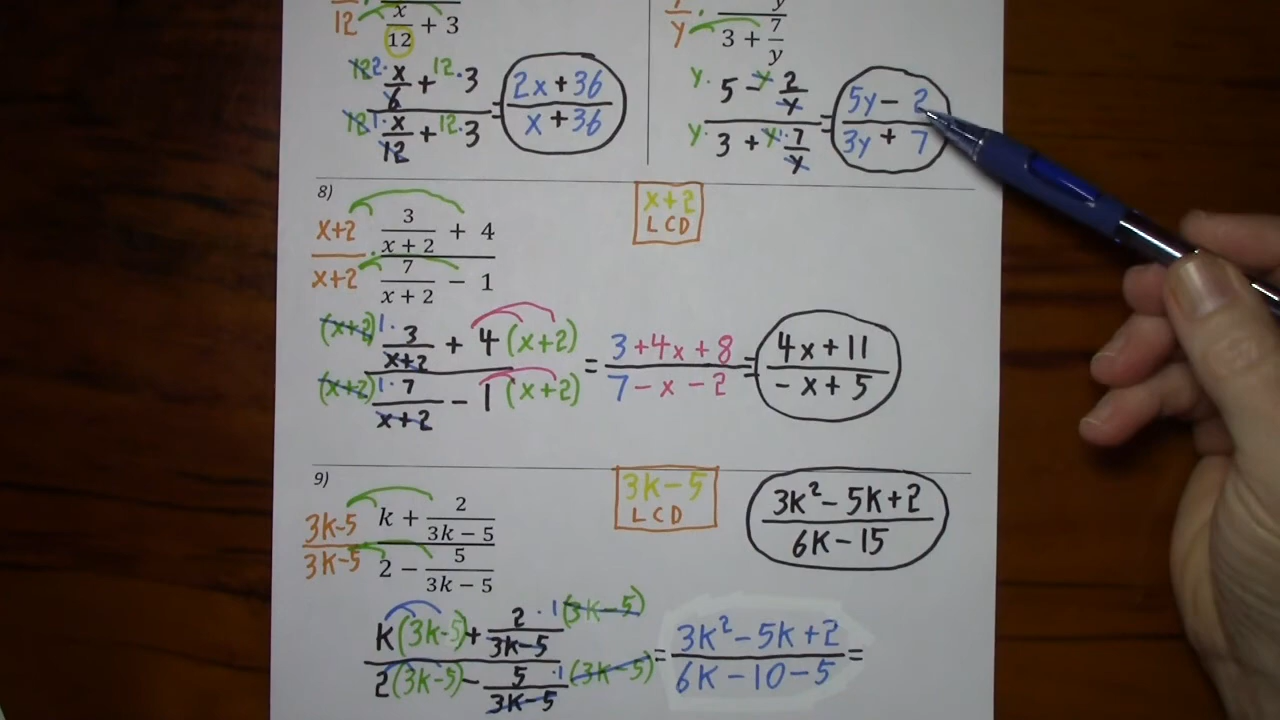 x/12 + 3
12
12 2· x/6 + 12·3
12 1· x/12 + 12·3
= (2x + 36)/(x + 36)
y
y
3 + 7/y
y· 5 − y· 2/y
y· 3 + y· 7/y
= (5y − 2)/(3y + 7)
8)
x+2
LCD
x+2 3/(x + 2) + 4
x+2 · 7/(x + 2) − 1
(x+2) 1· 3/(x+2) + 4(x+2)
(x+2) 1· 7/(x+2) − 1(x+2)
= (3+4x+8)/(7−x−2) = (4x+11)/(−x+5)
9)
3K−5
LCD
3K−5 k + 2/(3k − 5)
3K−5 2 − 5/(3k − 5)
(3K² − 5K + 2)/(6K − 15)
K(3K−5) + 2/(3K−5) ·1 (3K−5)
2(3K−5) − 5/(3K−5) ·1 (3K−5)
= (3K² − 5K + 2)/(6K − 10 − 5) =